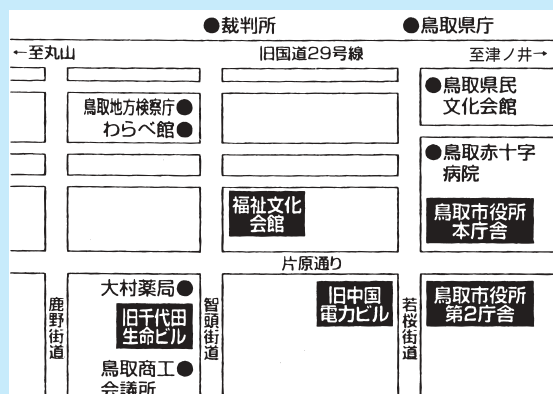 ●裁判所
●鳥取県庁
←至丸山
旧国道29号線
至津ノ井→
鳥取地方検察庁●
わらべ館●
●鳥取県民
文化会館
●鳥取赤十字
病院
福祉文化
会館
鳥取市役所
本庁舎
片原通り
鹿野街道
大村薬局●
旧千代田
生命ビル
鳥取商工●
会議所
智頭街道
旧中国
電力ビル
若桜街道
鳥取市役所
第2庁舎